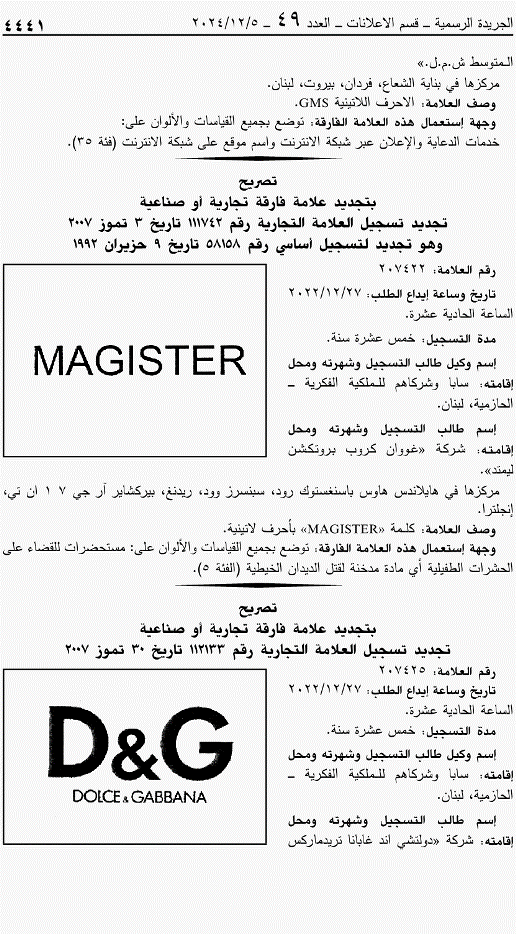 الجريدة الرسمية ـ قسم الاعلانات ـ العدد ٤٩ ـ ٢٠٢٤/١٢/٥
٤٤٤١
المتوسط ش.م.ل.»
مركزها في بناية الشعاع، فردان، بيروت، لبنان.
وصف العلامة: الاحرف اللاتينية GMS.
وجهة إستعمال هذه العلامة الفارقة: توضع بجميع القياسات والألوان على:
خدمات الدعاية والإعلان عبر شبكة الانترنت واسم موقع على شبكة الانترنت (فئة ٣٥).
تصريح
بتجديد علامة فارقة تجارية أو صناعية
تجديد تسجيل العلامة التجارية رقم ١١١٧٤٢ تاريخ ٣ تموز ٢٠٠٧
وهو تجديد لتسجيل أساسي رقم ٥٨١٥٨ تاريخ ٩ حزيران ١٩٩٢
رقم العلامة: ٢٠٧٤٢٢
تاريخ وساعة إيداع الطلب: ٢٠٢٢/١٢/٢٧
الساعة الحادية عشرة.
مدة التسجيل: خمس عشرة سنة.
إسم وكيل طالب التسجيل وشهرته ومحل
إقامته: سابا وشركاهم للملكية الفكرية ـ
الحازمية، لبنان.
إسم طالب التسجيل وشهرته ومحل
إقامته: شركة «غووان كروب بروتكشن
ليمتد».
MAGISTER
مركزها في هايلاندس هاوس باسنغستوك رود، سبنسرز وود، ريدنغ، بيركشاير آر جي ٧ ١ ان تي،
إنجلترا.
وصف العلامة: كلمة «MAGISTER» بأحرف لاتينية.
وجهة إستعمال هذه العلامة الفارقة: توضع بجميع القياسات والألوان على: مستحضرات للقضاء على
الحشرات الطفيلية أي مادة مدخنة لقتل الديدان الخيطية (الفئة ٥).
تصريح
بتجديد علامة فارقة تجارية أو صناعية
تجديد تسجيل العلامة التجارية رقم ١١٢١٣٣ تاريخ ٣٠ تموز ٢٠٠٧
رقم العلامة: ٢٠٧٤٢٥
تاريخ وساعة إيداع الطلب: ٢٠٢٢/١٢/٢٧
الساعة الحادية عشرة.
مدة التسجيل: خمس عشرة سنة.
إسم وكيل طالب التسجيل وشهرته ومحل
إقامته: سابا وشركاهم للملكية الفكرية ـ
الحازمية، لبنان.
إسم طالب التسجيل وشهرته ومحل
إقامته: شركة «دولتشي اند غابانا تريدماركس
D&G
DOLCE & GABBANA